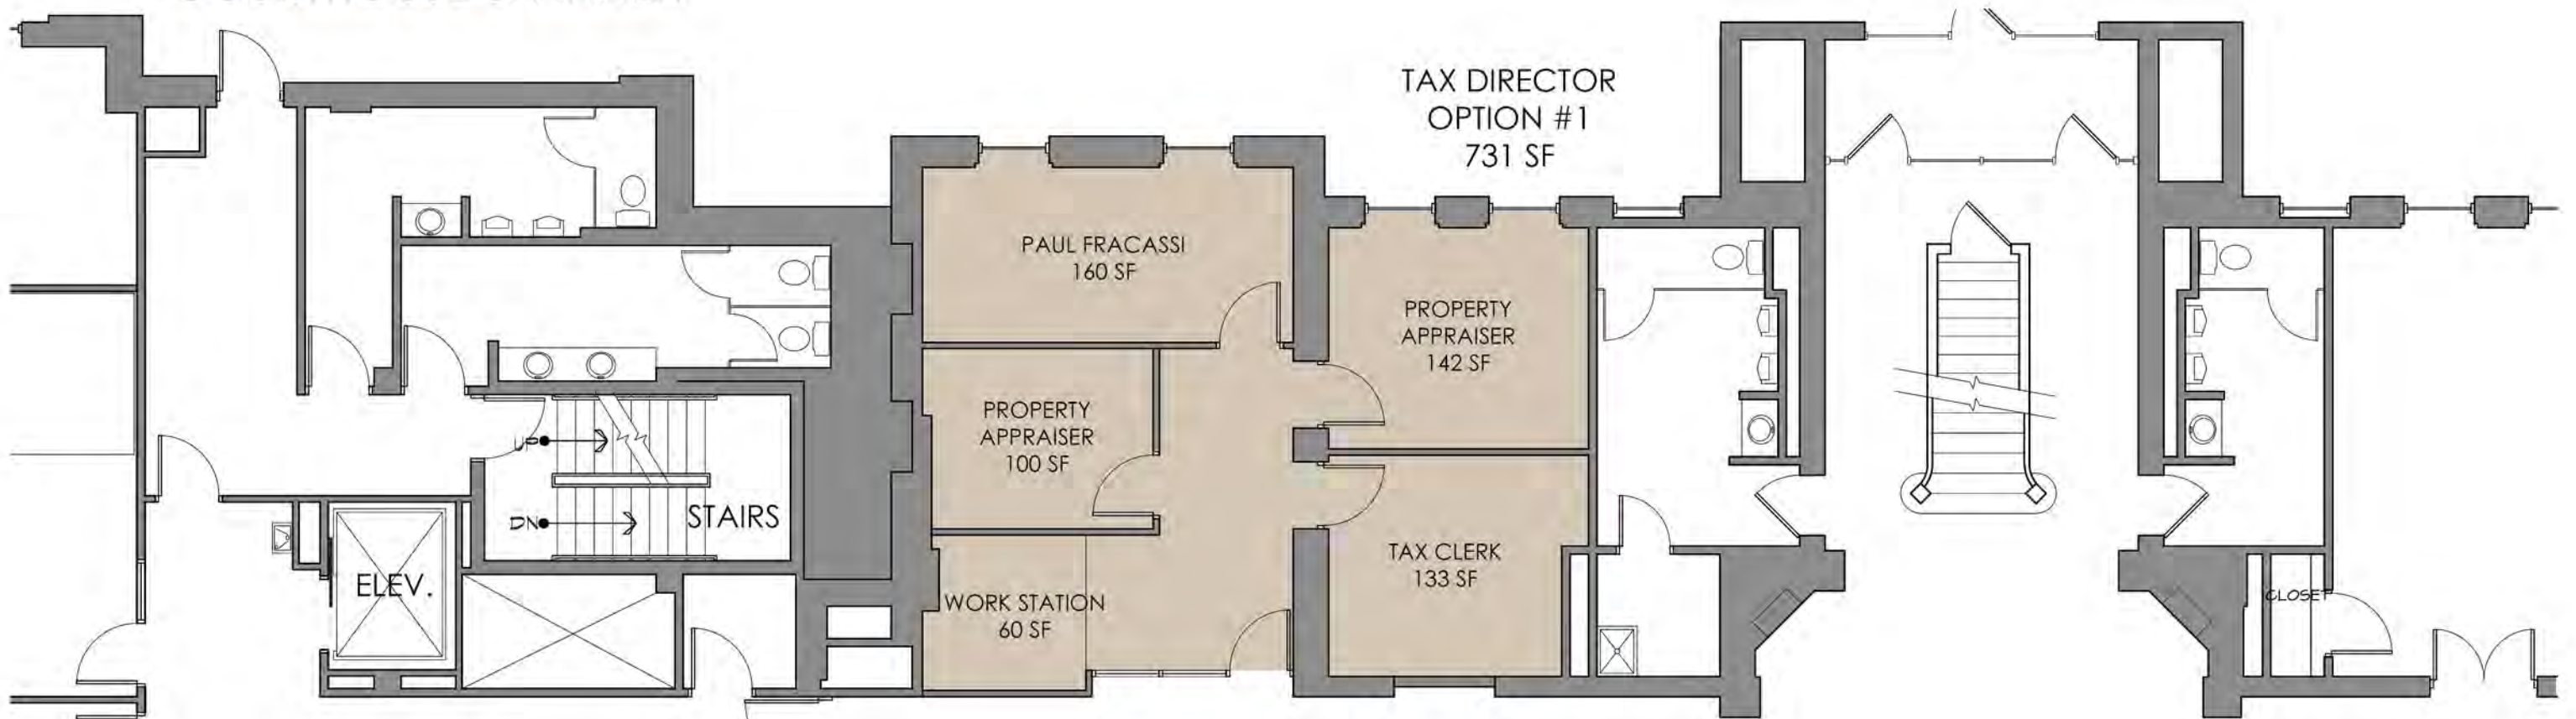 TAX DIRECTOR
OPTION #1
731 SF
PAUL FRACASSI
160 SF
PROPERTY
APPRAISER
142 SF
PROPERTY
APPRAISER
100 SF
UP
DN
STAIRS
TAX CLERK
133 SF
ELEV.
WORK STATION
60 SF
CLOSET